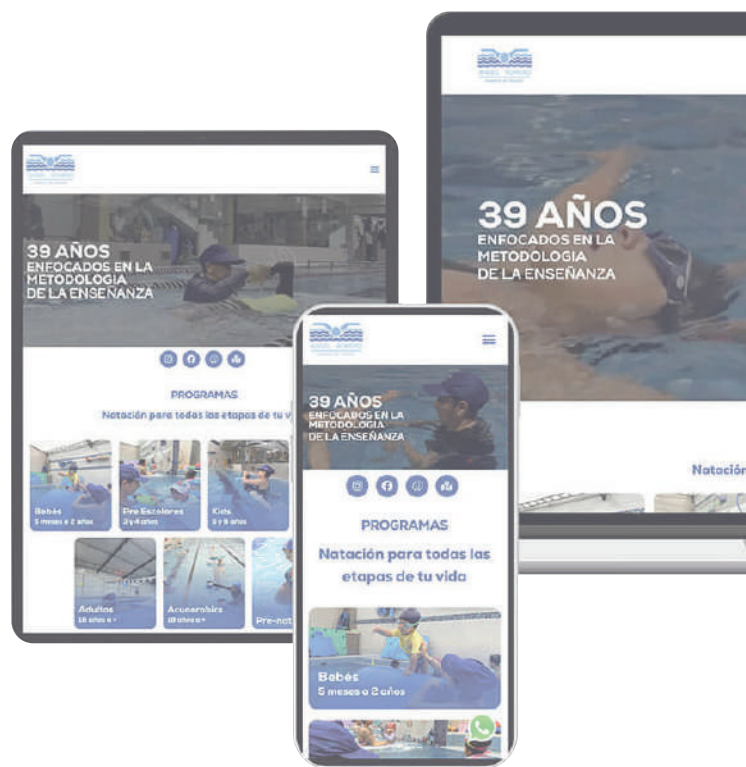 39 AÑOS
ENFOCADOS EN LA
METODOLOGIA
DE LA ENSEÑANZA
PROGRAMAS
Natación para todas las etapas de tu v
Bebés
5 meses a 2 años
Pre Escolares
3 y 4 años
Kids
Adultos
Acuaerobics
Pre-nat
39 AÑOS
ENFOCADOS EN LA
METODOLOGIA
DE LA ENSEÑANZA
PROGRAMAS
Natación para todas las
etapas de tu vida
Bebés
5 meses a 2 años
39 AÑOS
ENFOCADOS EN LA
METODOLOGIA
DE LA ENSEÑANZA
Natación